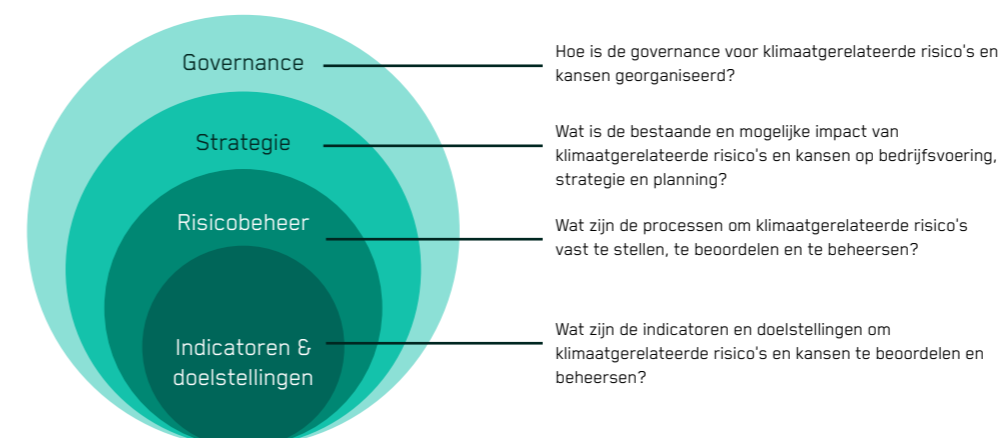 Governance
Hoe is de governance voor klimaatgerelateerde risico's en
kansen georganiseerd?
Strategie
Wat is de bestaande en mogelijke impact van
klimaatgerelateerde risico's en kansen op bedrijfsvoering,
strategie en planning?
Risicobeheer
Wat zijn de processen om klimaatgerelateerde risico's
vast te stellen, te beoordelen en te beheersen?
Indicatoren &
doelstellingen
Wat zijn de indicatoren en doelstellingen om
klimaatgerelateerde risico's en kansen te beoordelen en
beheersen?